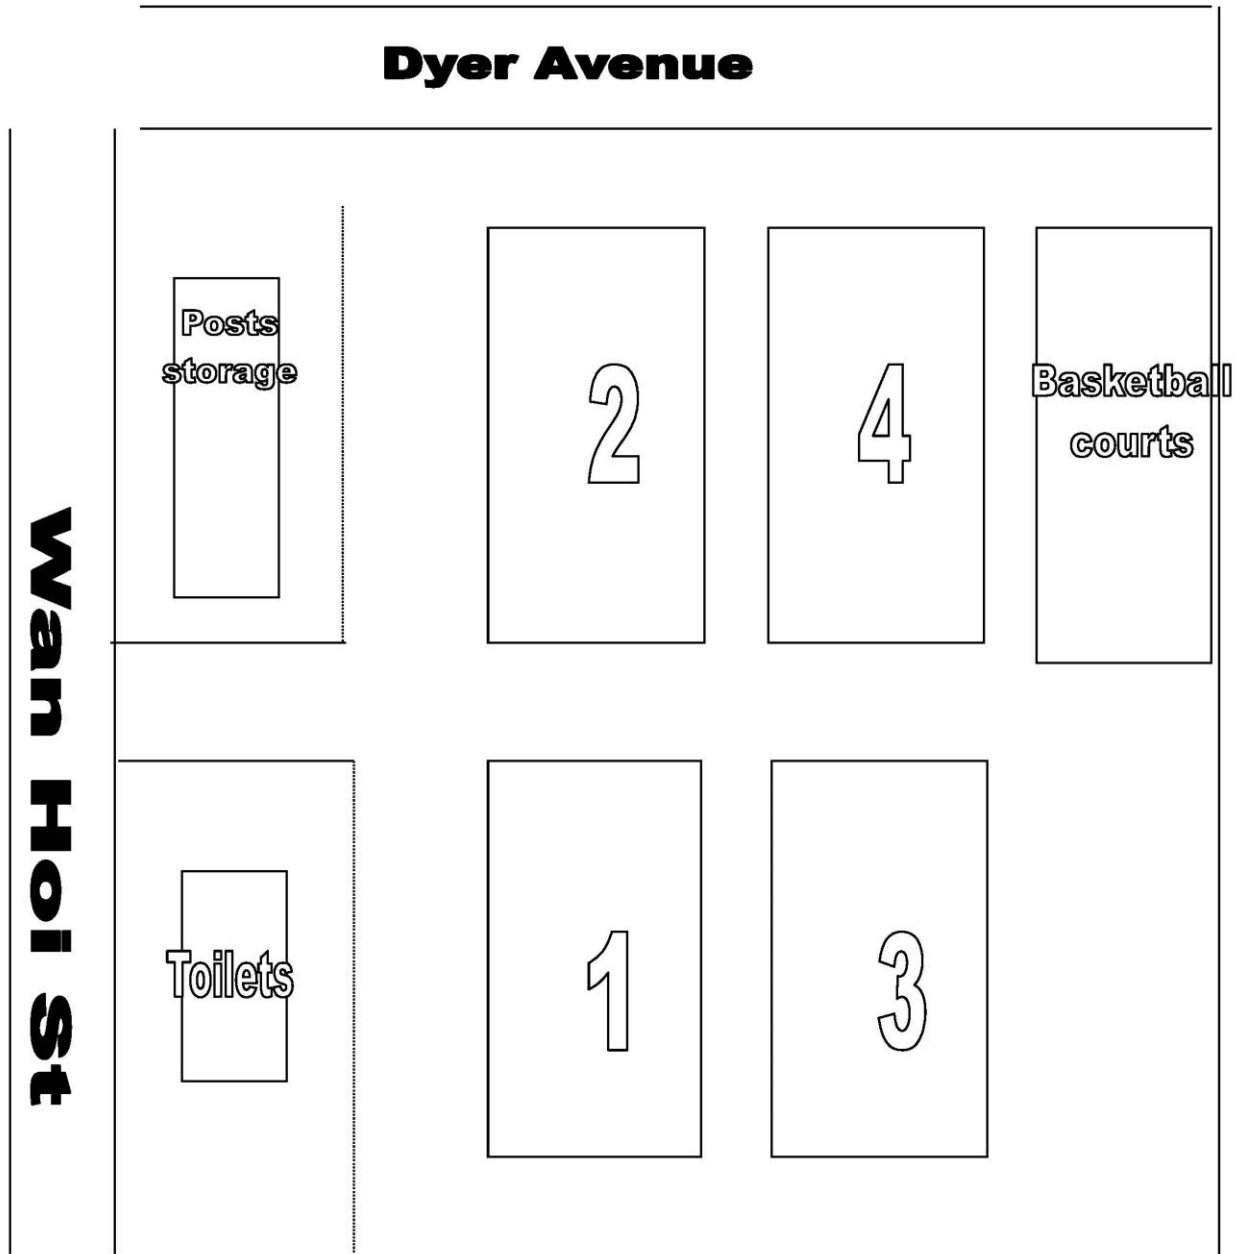 Dyer Avenue
Posts
storage
2
4
Basketball
courts
Wan Hoi St
Toilets
1
3